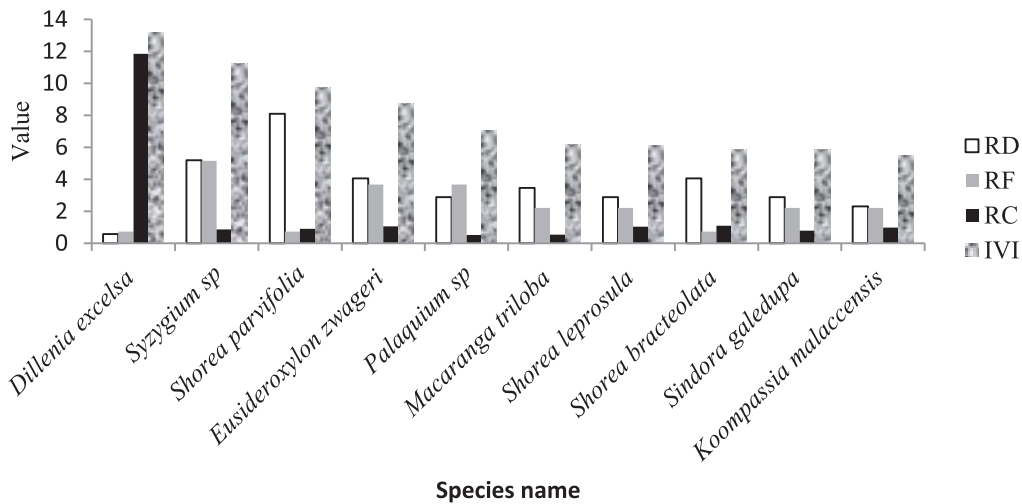 14
12
10
8
6
4
2
0
Value
RD
RF
RC
IVI
Dillenia excelsa
Syzygium sp
Shorea parvifolia
Eusideroxylon zwageri
Palaquium sp
Macaranga triloba
Shorea leprosula
Shorea bracteolata
Sindora galedupa
Koompassia malaccensis
Species name